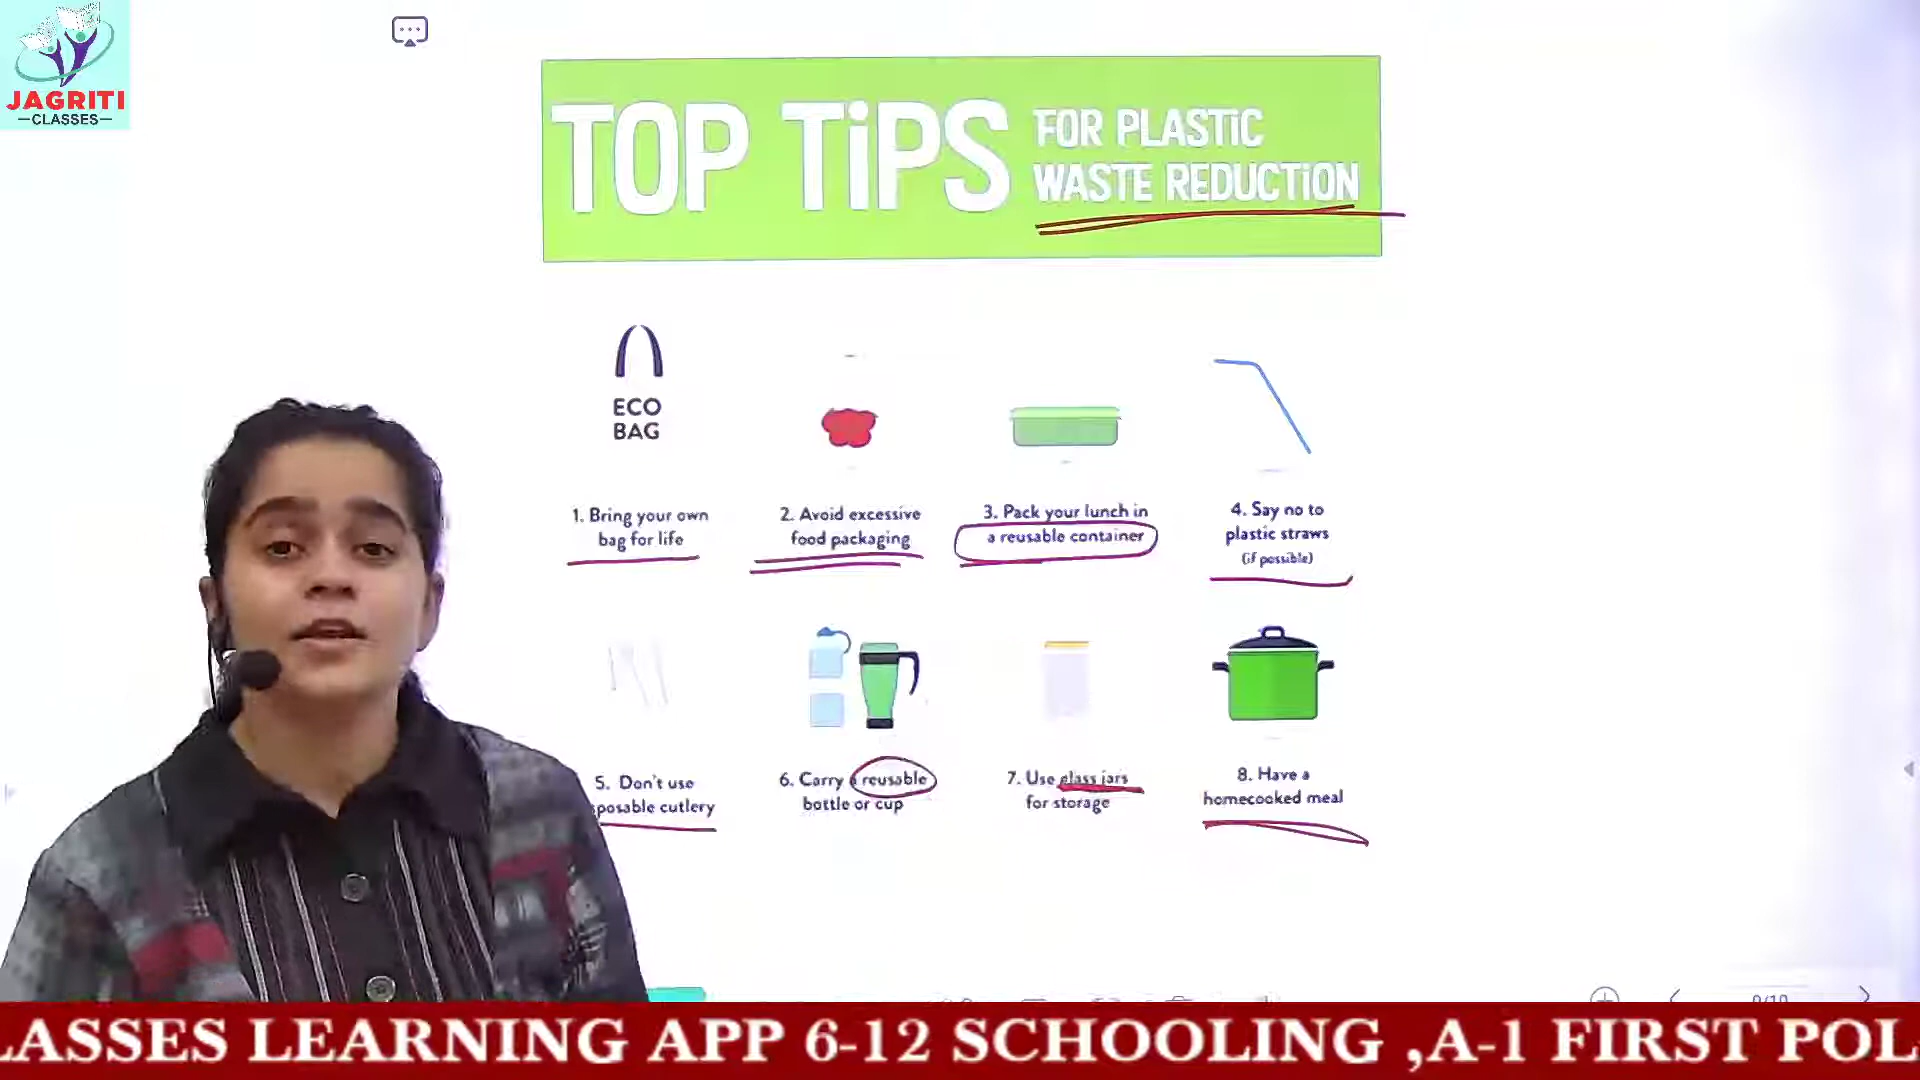 JAGRITI
CLASSES
TOP TiPS
FOR PLASTiC
WASTE REDUCTiON
ECO
BAG
1. Bring your own
bag for life
2. Avoid excessive
food packaging
3. Pack your lunch in
a reusable container
4. Say no to
plastic straws
(if possible)
5. Don't use
posable cutlery
6. Carry a reusable
bottle or cup
7. Use glass jars
for storage
8. Have a
homecooked meal
LASSES LEARNING APP 6-12 SCHOOLING ,A-1 FIRST POL